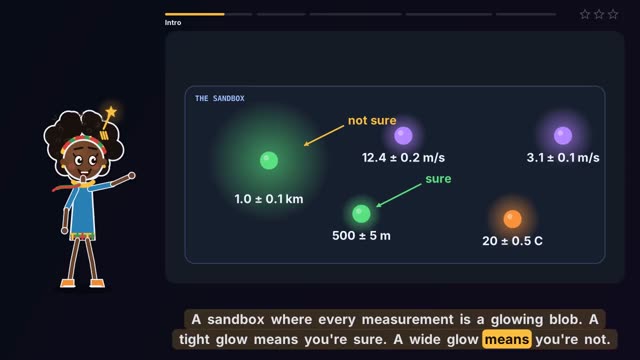 Intro
THE SANDBOX
not sure
12.4 ± 0.2 m/s
3.1 ± 0.1 m/s
sure
1.0 ± 0.1 km
500 ± 5 m
20 ± 0.5 C
A sandbox where every measurement is a glowing blob. A
tight glow means you're sure. A wide glow means you're not.